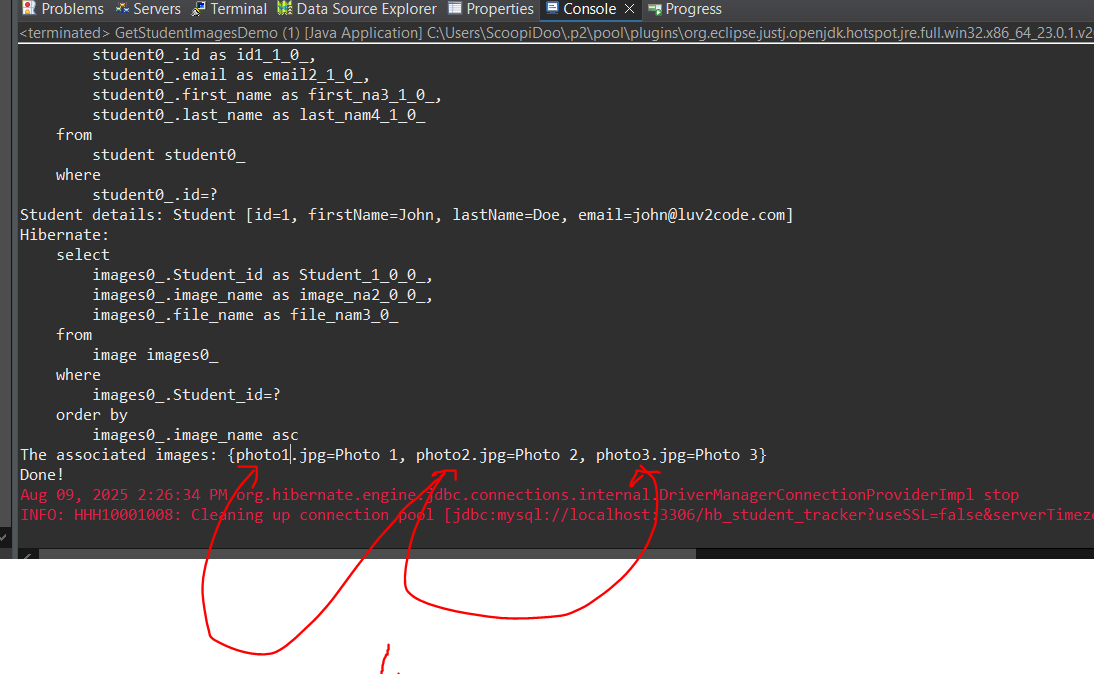 Problems Servers Terminal Data Source Explorer Properties Console Progress
<terminated> GetStudentImagesDemo (1) [Java Application] C:\Users\ScoopiDoo\.p2\pool\plugins\org.eclipse.justj.openjdk.hotspot.jre.full.win32.x86_64_23.0.1.v20
student0_.id as id1_1_0_,
student0_.email as email2_1_0_,
student0_.first_name as first_na3_1_0_,
student0_.last_name as last_nam4_1_0_
from
student student0_
where
student0_.id=?
Student details: Student [id=1, firstName=John, lastName=Doe, email=john@luv2code.com]
Hibernate:
select
images0_.Student_id as Student_1_0_0_,
images0_.image_name as image_na2_0_0_,
images0_.file_name as file_nam3_0_
from
image images0_
where
images0_.Student_id=?
order by
images0_.image_name asc
The associated images: {photo1.jpg=Photo 1, photo2.jpg=Photo 2, photo3.jpg=Photo 3}
Done!
Aug 09, 2025 2:26:34 PM org.hibernate.engine.jdbc.connections.internal.DriverManagerConnectionProviderImpl stop
INFO: HHH10001008: Cleaning up connection pool [jdbc:mysql://localhost:3306/hb_student_tracker?useSSL=false&serverTimez